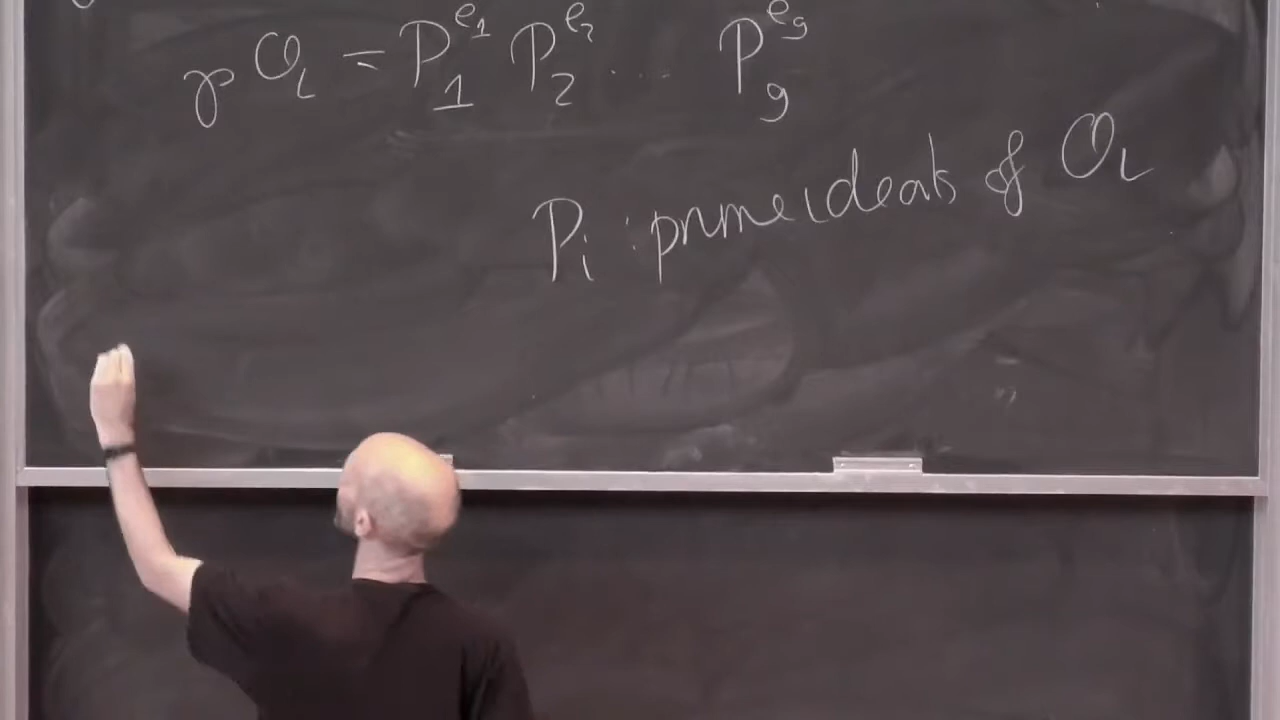 𝔭 O_L = P_1^{e_1} P_2^{e_2} ..... P_g^{e_g}
P_i : prime ideals of O_L